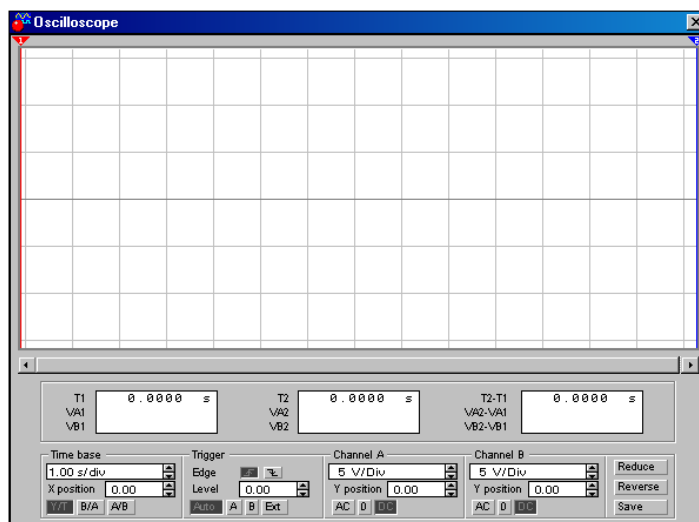 Oscilloscope
1 2
T1 0.0000 s
VA1
VB1
T2 0.0000 s
VA2
VB2
T2-T1 0.0000 s
VA2-VA1
VB2-VB1
Time base
1.00 s/div
X position 0.00
Y/T B/A A/B
Trigger
Edge
Level 0.00
Auto A B Ext
Channel A
5 V/Div
Y position 0.00
AC 0 DC
Channel B
5 V/Div
Y position 0.00
AC 0 DC
Reduce
Reverse
Save